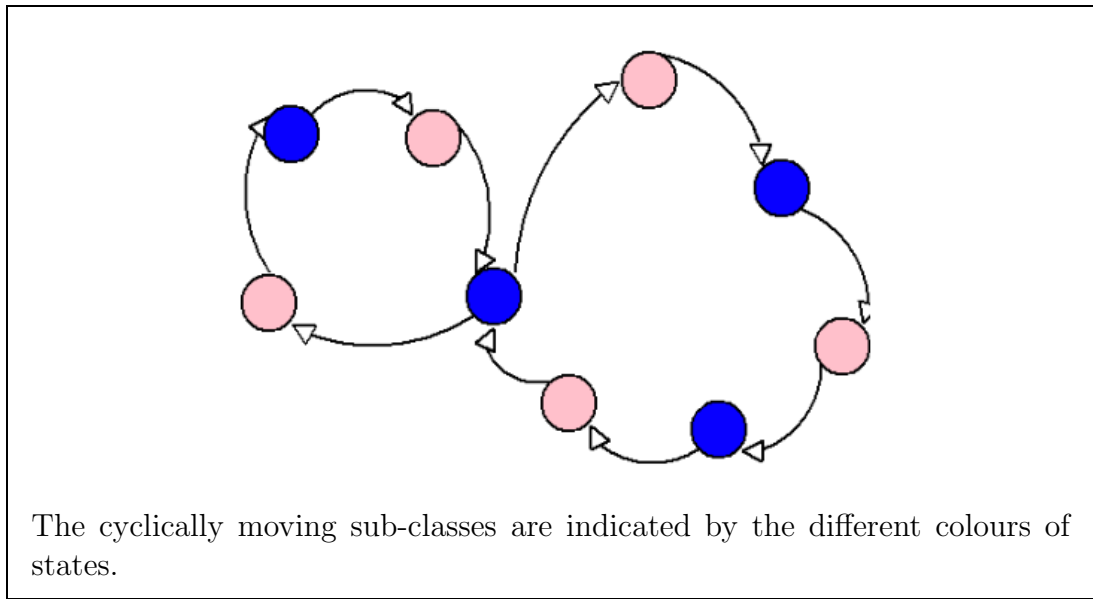 The cyclically moving sub-classes are indicated by the different colours of
states.